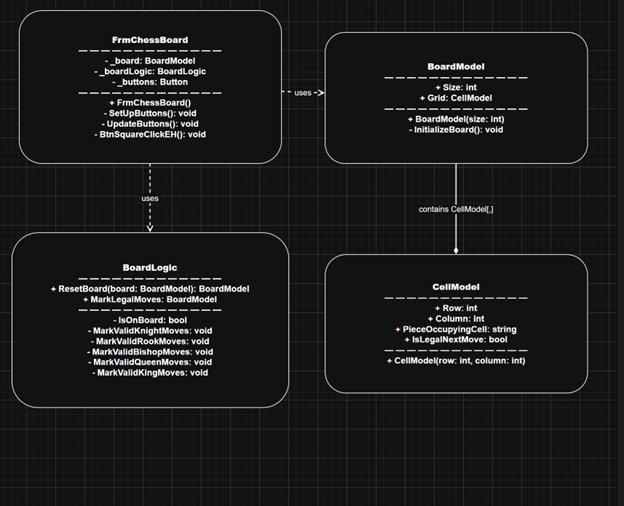 FrmChessBoard
- _board: BoardModel
- _boardLogic: BoardLogic
- _buttons: Button
+ FrmChessBoard()
- SetUpButtons(): void
- UpdateButtons(): void
- BtnSquareClickEH(): void
uses
BoardModel
+ Size: int
+ Grid: CellModel
+ BoardModel(size: int)
- InitializeBoard(): void
uses
contains CellModel[,]
BoardLogic
+ ResetBoard(board: BoardModel): BoardModel
+ MarkLegalMoves: BoardModel
- IsOnBoard: bool
- MarkValidKnightMoves: void
- MarkValidRookMoves: void
- MarkValidBishopMoves: void
- MarkValidQueenMoves: void
- MarkValidKingMoves: void
CellModel
+ Row: int
+ Column: int
+ PieceOccupyingCell: string
+ IsLegalNextMove: bool
+ CellModel(row: int, column: int)